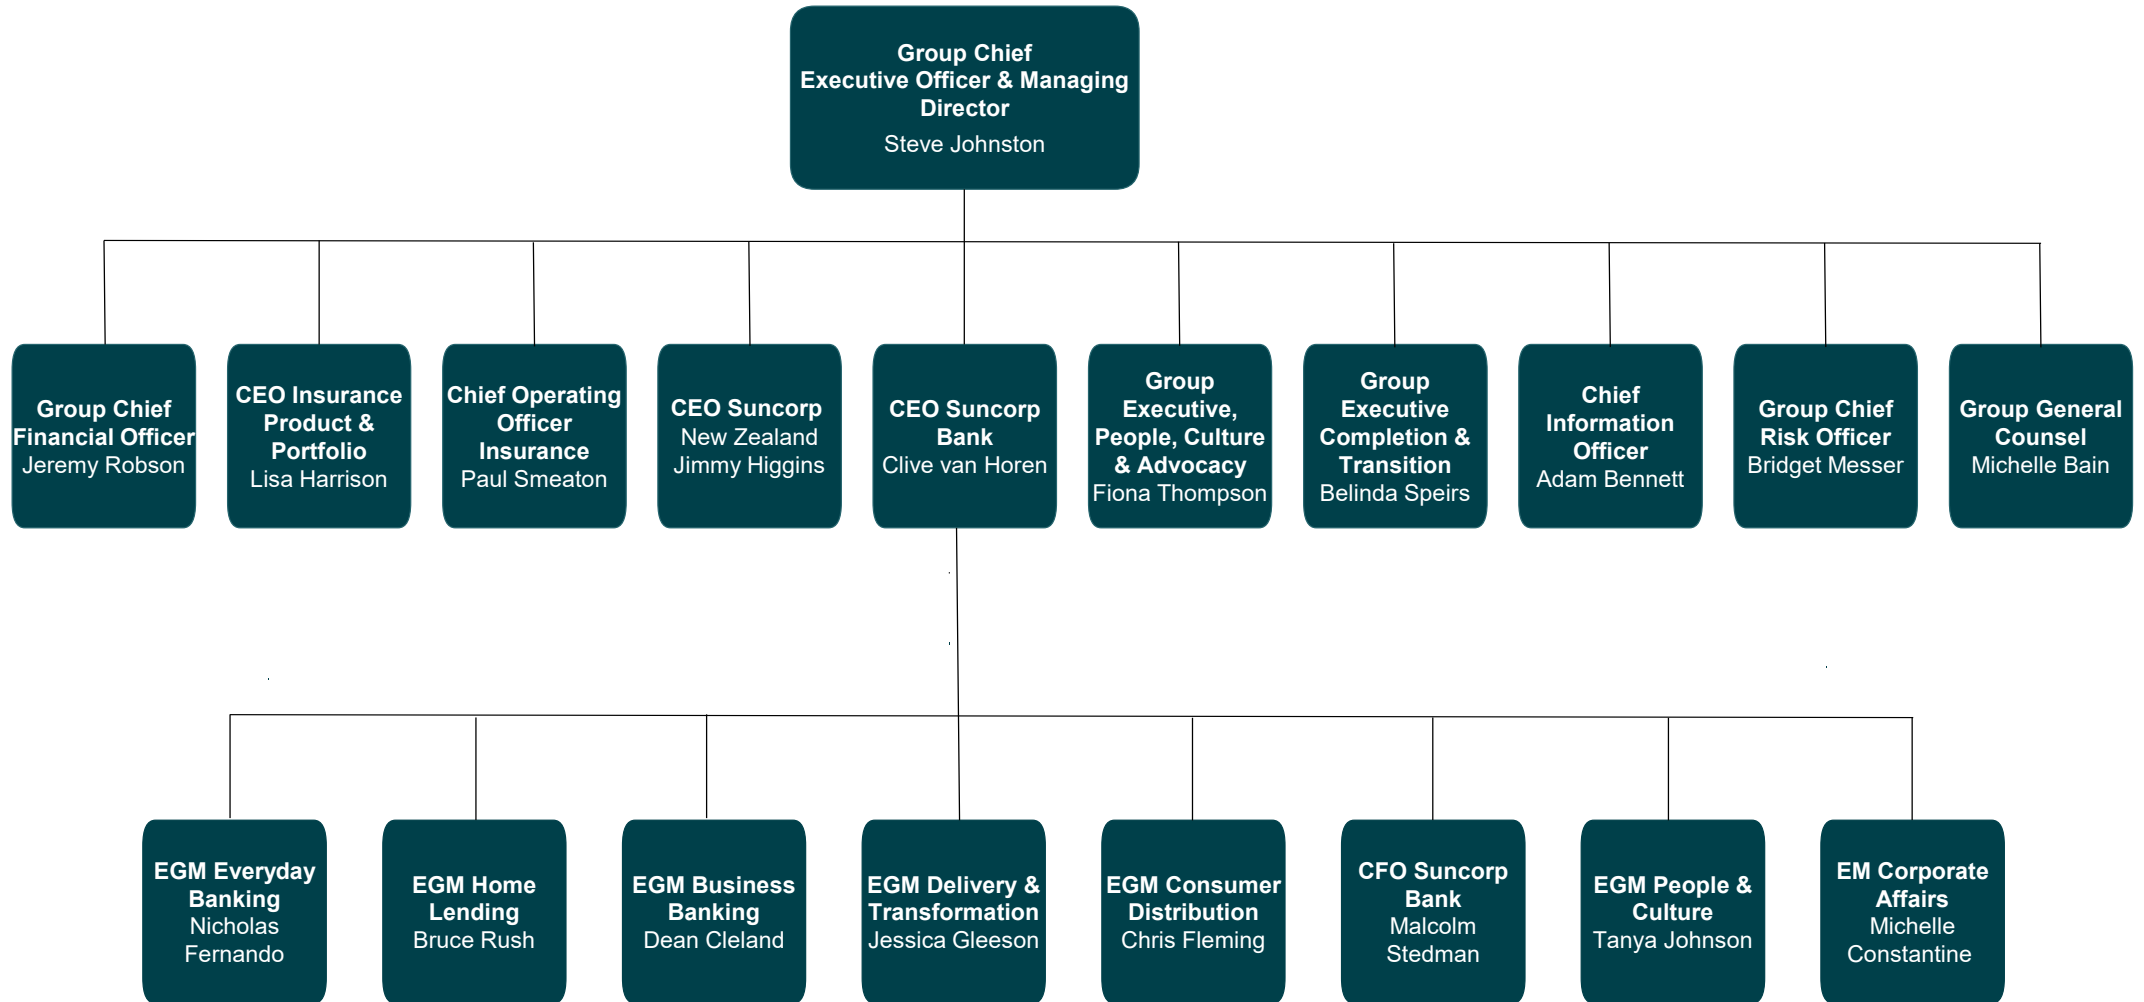 Group Chief
Executive Officer & Managing
Director
Steve Johnston
Group Chief
Financial Officer
Jeremy Robson
CEO Insurance
Product &
Portfolio
Lisa Harrison
Chief Operating
Officer
Insurance
Paul Smeaton
CEO Suncorp
New Zealand
Jimmy Higgins
CEO Suncorp
Bank
Clive van Horen
Group
Executive,
People, Culture
& Advocacy
Fiona Thompson
Group
Executive
Completion &
Transition
Belinda Speirs
Chief
Information
Officer
Adam Bennett
Group Chief
Risk Officer
Bridget Messer
Group General
Counsel
Michelle Bain
EGM Everyday
Banking
Nicholas
Fernando
EGM Home
Lending
Bruce Rush
EGM Business
Banking
Dean Cleland
EGM Delivery &
Transformation
Jessica Gleeson
EGM Consumer
Distribution
Chris Fleming
CFO Suncorp
Bank
Malcolm
Stedman
EGM People &
Culture
Tanya Johnson
EM Corporate
Affairs
Michelle
Constantine